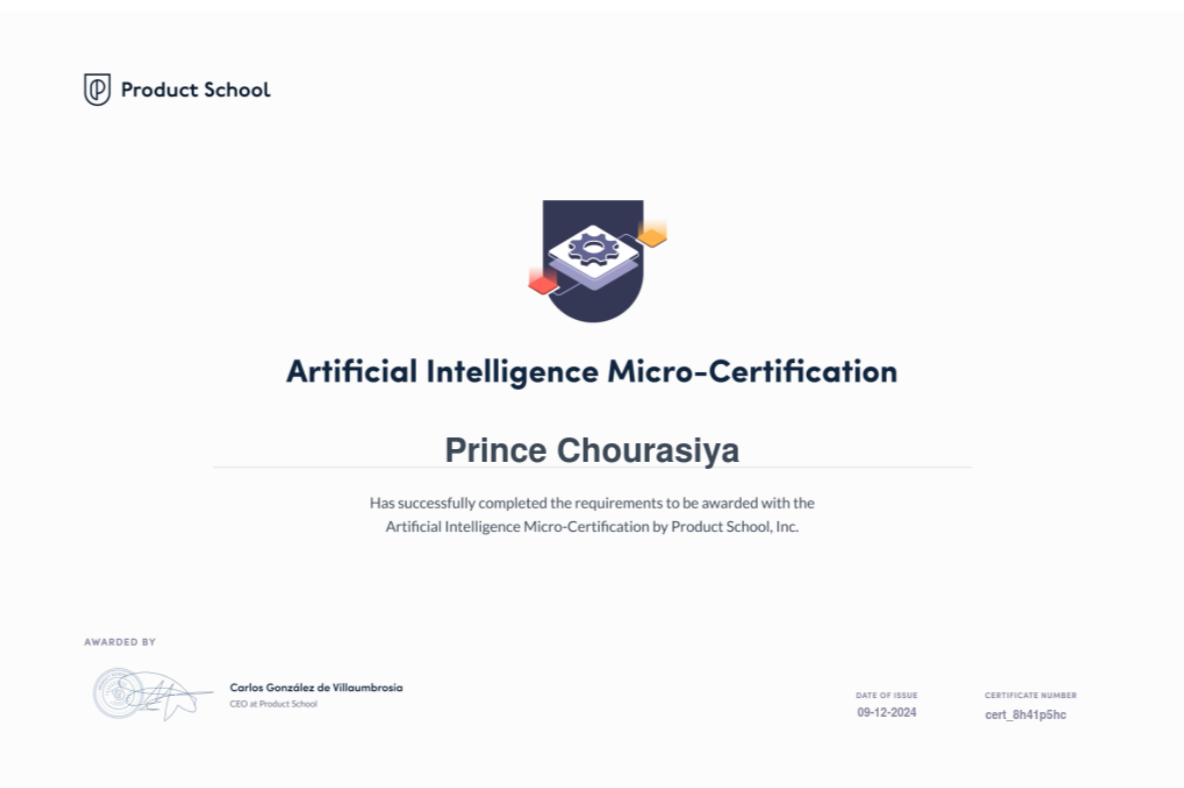 Product School
Artificial Intelligence Micro-Certification
Prince Chourasiya
Has successfully completed the requirements to be awarded with the
Artificial Intelligence Micro-Certification by Product School, Inc.
AWARDED BY
Carlos González de Villaumbrosia
CEO at Product School
DATE OF ISSUE
09-12-2024
CERTIFICATE NUMBER
cert_8h41p5hc